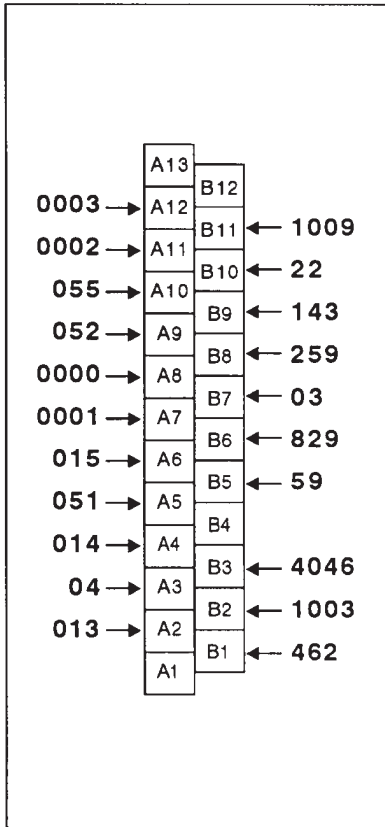 A13
B12
0003 A12
B11 1009
0002 A11
B10 22
055 A10
B9 143
052 A9
B8 259
0000 A8
B7 03
0001 A7
B6 829
015 A6
B5 59
051 A5
B4
014 A4
B3 4046
04 A3
B2 1003
013 A2
B1 462
A1